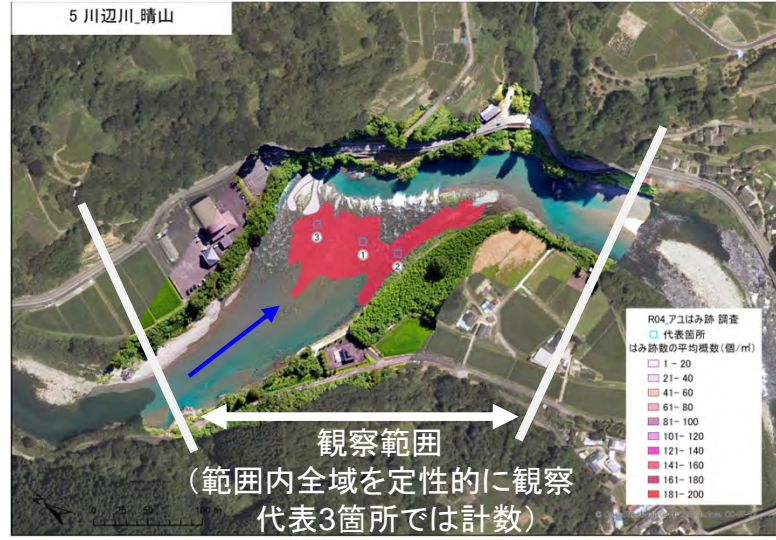 5 川辺川_晴山
③
①
②
R04_アユはみ跡 調査
代表箇所
はみ跡数の平均概数(個/㎡)
1 - 20
21- 40
41- 60
61- 80
81- 100
101- 120
121- 140
141- 160
161- 180
181- 200
観察範囲
(範囲内全域を定性的に観察
代表3箇所では計数)
0 25 50 100 m